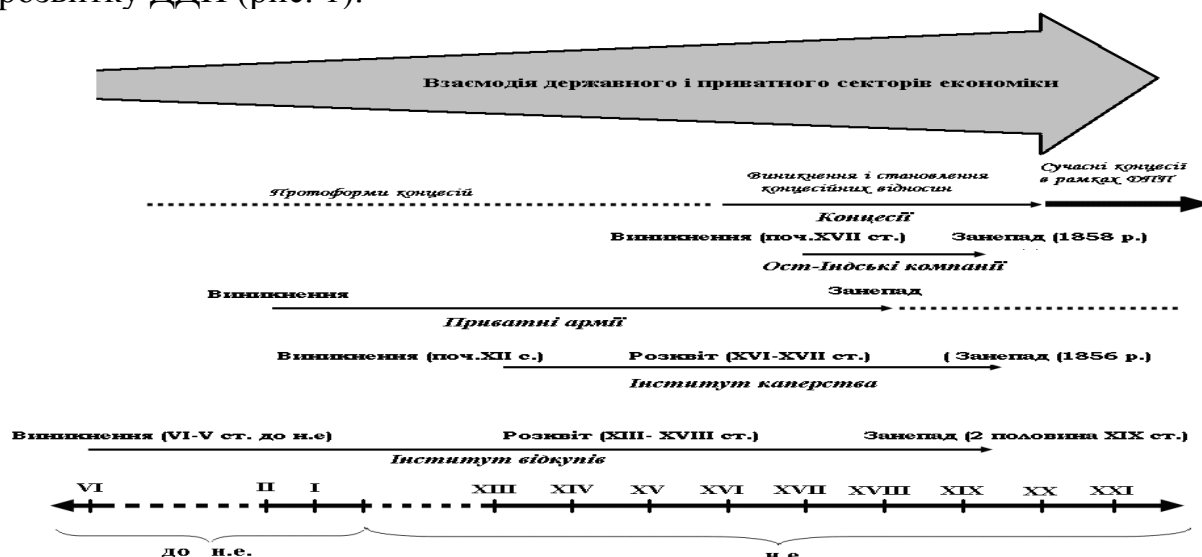 розвитку ДДП (рис. 1).
Взаємодія державного і приватного секторів економіки
Протоформи концесій
Виникнення і становлення
концесійних відносин
Сучасні концесії
в рамках ДПП
Концесії
Виникнення (поч.XVII ст.)
Занепад (1858 р.)
Ост-Індські компанії
Виникнення
Занепад
Приватні армії
Виникнення (поч.XII с.)
Розквіт (XVI-XVII ст.)
( Занепад (1856 р.)
Інститут каперства
Виникнення (VI-V ст. до н.е)
Розквіт (XIII- XVIII ст.)
Занепад (2 половина XIX ст.)
Інститут відкупів
VI II I XIII XIV XV XVI XVII XVIII XIX XX XXI
до н.е.
н.е.